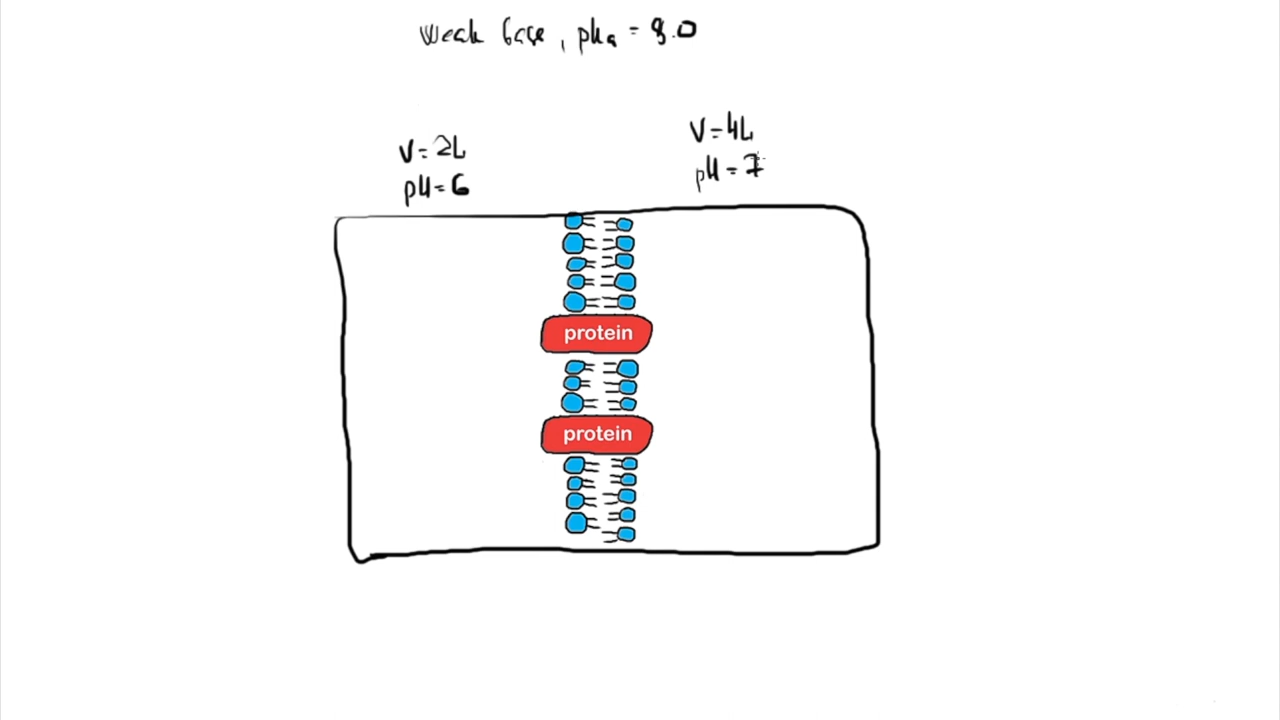 weak base, pka = 8.0
V=4L
V=2L
pH=7
pH=6
protein
protein